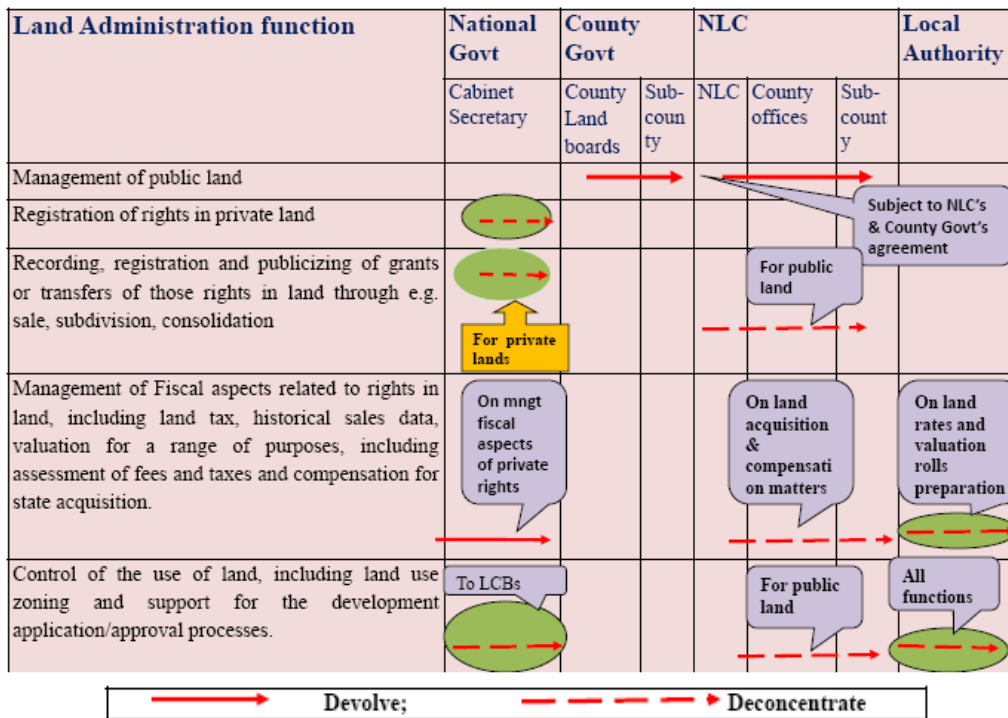 Land Administration function
National
Govt
County
Govt
NLC
Local
Authority
Cabinet
Secretary
County
Land
boards
Sub-
coun
ty
NLC
County
offices
Sub-
count
y
Management of public land
Subject to NLC's
& County Govt's
agreement
Registration of rights in private land
Recording, registration and publicizing of grants
or transfers of those rights in land through e.g.
sale, subdivision, consolidation
For private
lands
For public
land
Management of Fiscal aspects related to rights in
land, including land tax, historical sales data,
valuation for a range of purposes, including
assessment of fees and taxes and compensation for
state acquisition.
On mngt
fiscal
aspects
of private
rights
On land
acquisition
&
compensati
on matters
On land
rates and
valuation
rolls
preparation
Control of the use of land, including land use
zoning and support for the development
application/approval processes.
To LCBs
For public
land
All
functions
Devolve;
Deconcentrate